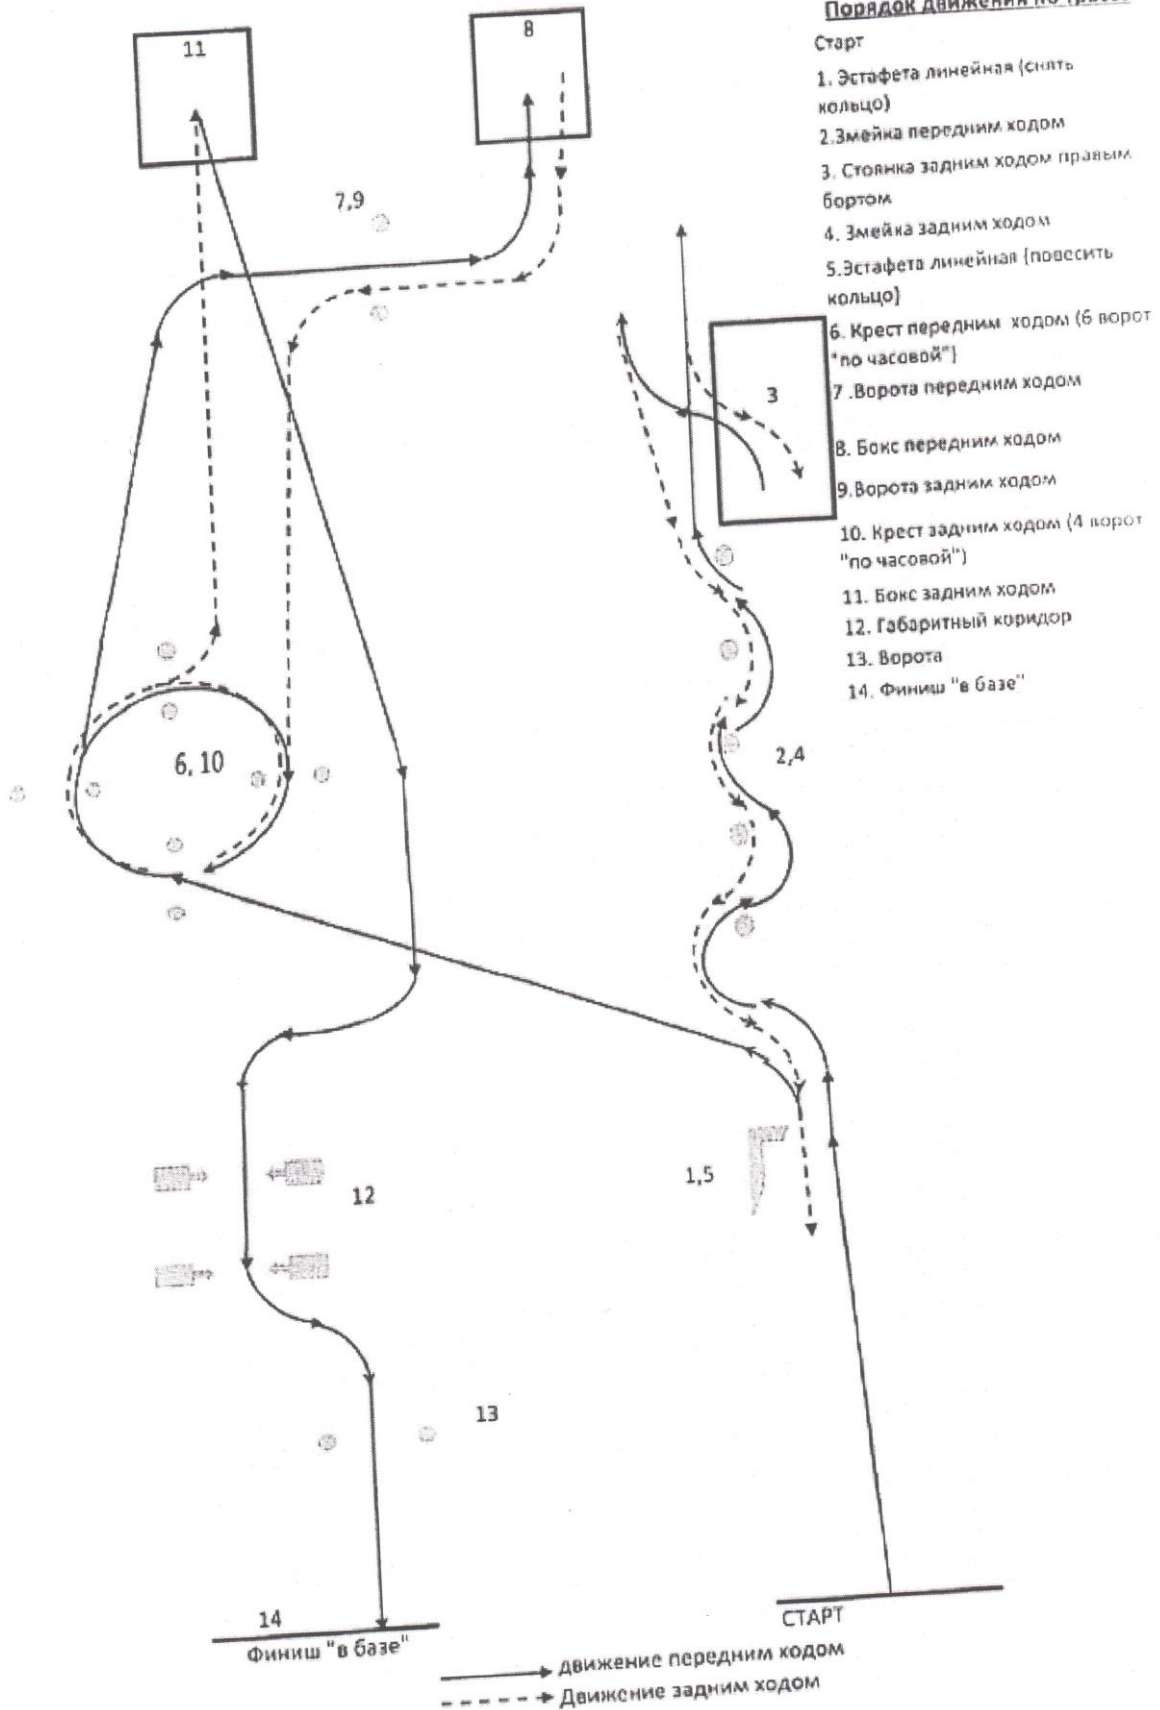 Порядок движения по трассе
Старт
1. Эстафета линейная (снять
кольцо)
2.Змейка передним ходом
3. Стоянка задним ходом правым
бортом
4. Змейка задним ходом
5.Эстафета линейная (повесить
кольцо)
6. Крест передним ходом (6 ворот
"по часовой")
7 .Ворота передним ходом
8. Бокс передним ходом
9.Ворота задним ходом
10. Крест задним ходом (4 ворот
"по часовой")
11. Бокс задним ходом
12. Габаритный коридор
13. Ворота
14. Финиш "в базе"
11
8
7,9
3
6, 10
2,4
1,5
12
13
14
Финиш "в базе"
СТАРТ
движение передним ходом
Движение задним ходом